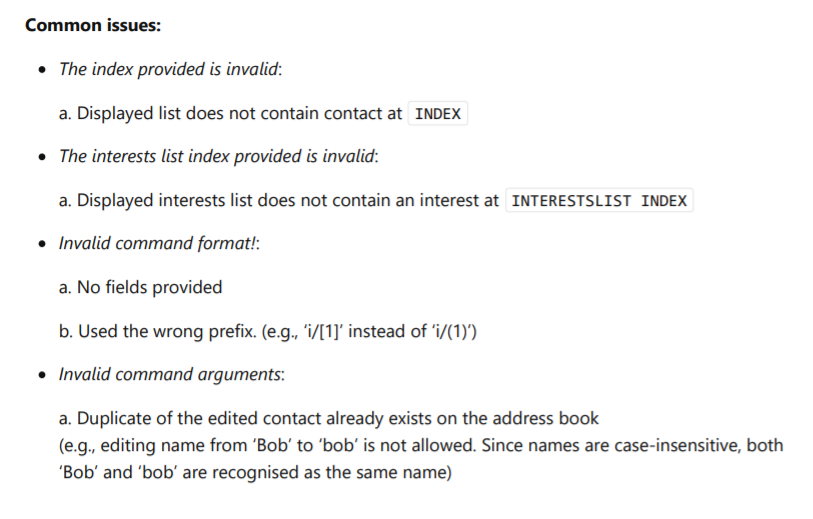 Common issues:
• The index provided is invalid:
a. Displayed list does not contain contact at INDEX
• The interests list index provided is invalid:
a. Displayed interests list does not contain an interest at INTERESTSLIST INDEX
• Invalid command format!:
a. No fields provided
b. Used the wrong prefix. (e.g., ‘i/[1]’ instead of ‘i/(1)’)
• Invalid command arguments:
a. Duplicate of the edited contact already exists on the address book
(e.g., editing name from ‘Bob’ to ‘bob’ is not allowed. Since names are case-insensitive, both
‘Bob’ and ‘bob’ are recognised as the same name)